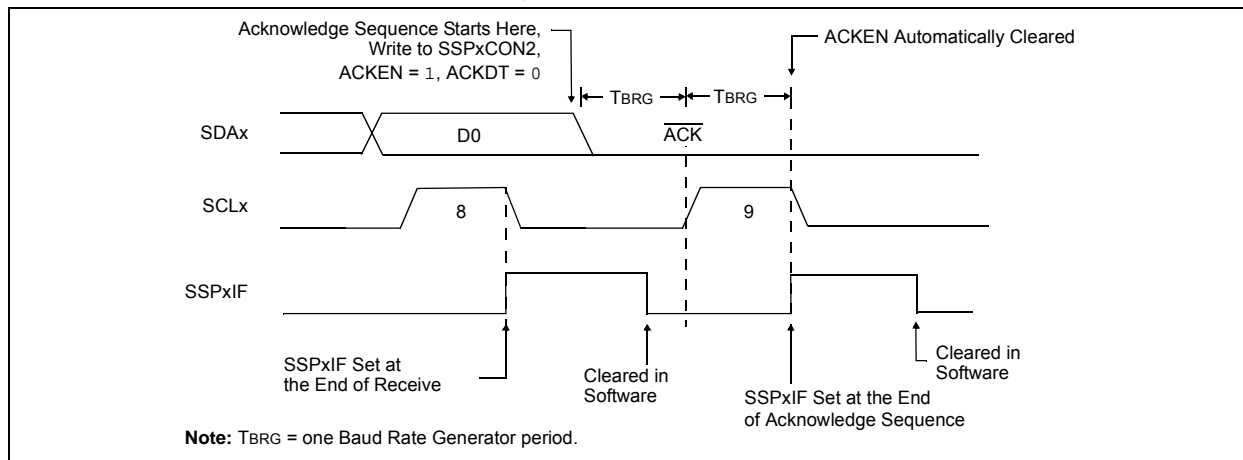 Acknowledge Sequence Starts Here,
Write to SSPxCON2,
ACKEN = 1, ACKDT = 0
ACKEN Automatically Cleared
TBRG
TBRG
SDAx
D0
ACK
SCLx
8
9
SSPxIF
SSPxIF Set at
the End of Receive
Cleared in
Software
SSPxIF Set at the End
of Acknowledge Sequence
Cleared in
Software
Note: TBRG = one Baud Rate Generator period.